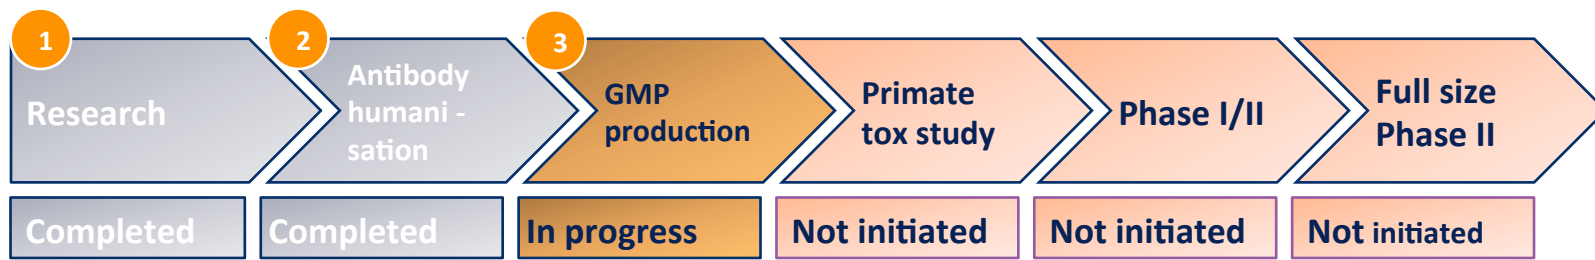 1
2
3
Research
Antibody
humani -
sation
GMP
production
Primate
tox study
Phase I/II
Full size
Phase II
Completed
Completed
In progress
Not initiated
Not initiated
Not initiated